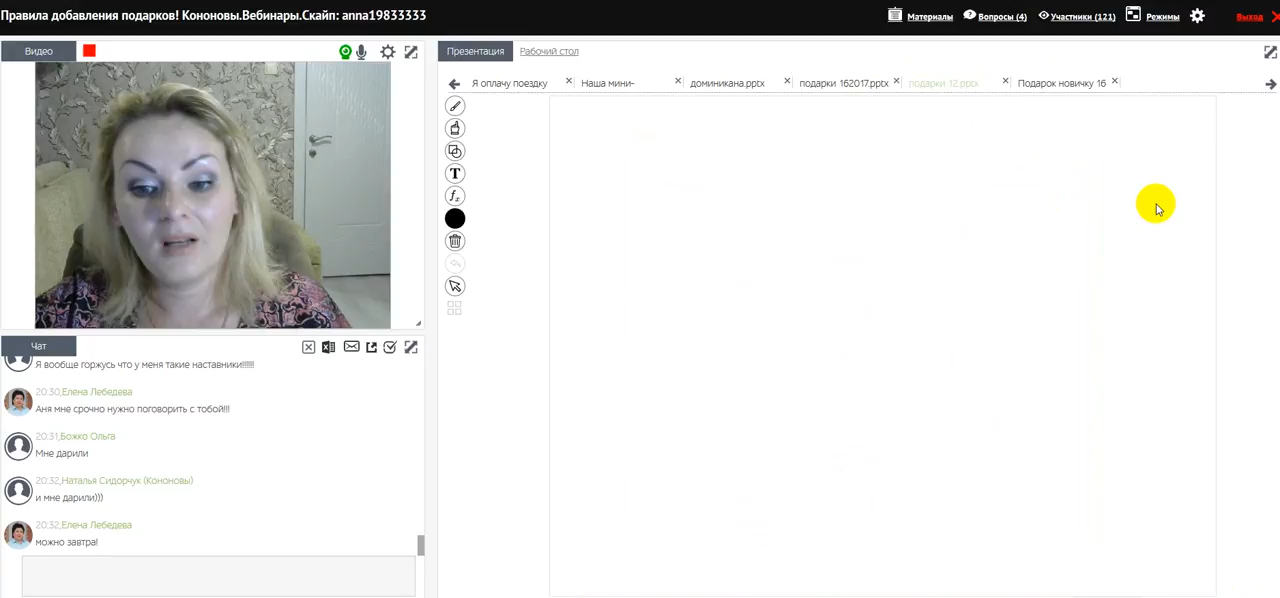 Правила добавления подарков! Кононовы.Вебинары.Скайп: anna19833333
Материалы
Вопросы (4)
Участники (121)
Режимы
Выход
Видео
Презентация
Рабочий стол
Я оплачу поездку
Наша мини-
доминикана.pptx
подарки 162017.pptx
подарки 12.pptx
Подарок новичку 16
T
fx
Чат
Я вообще горжусь что у меня такие наставники!!!!!!
20:30,Елена Лебедева
Аня мне срочно нужно поговорить с тобой!!!
20:31,Божко Ольга
Мне дарили
20:32,Наталья Сидорчук (Кононовы)
и мне дарили)))
20:32,Елена Лебедева
можно завтра!